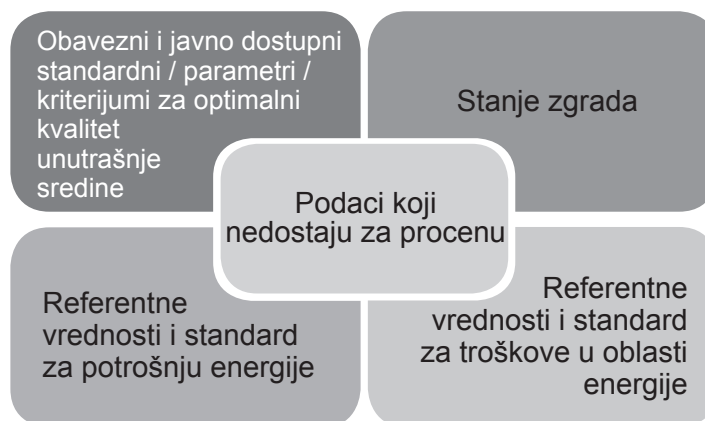 Obavezni i javno dostupni
standardni / parametri /
kriterijumi za optimalni
kvalitet
unutrašnje
sredine
Stanje zgrada
Podaci koji
nedostaju za procenu
Referentne
vrednosti i standard
za potrošnju energije
Referentne
vrednosti i standard
za troškove u oblasti
energije